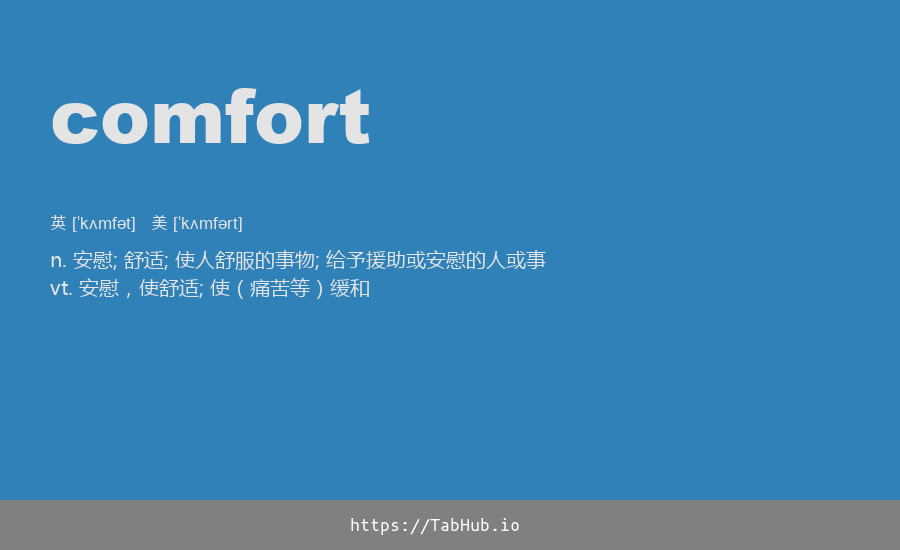 comfort
英 [ˈkʌmfət] 美 [ˈkʌmfərt]
n. 安慰; 舒适; 使人舒服的事物; 给予援助或安慰的人或事
vt. 安慰，使舒适; 使（痛苦等）缓和
https://TabHub.io